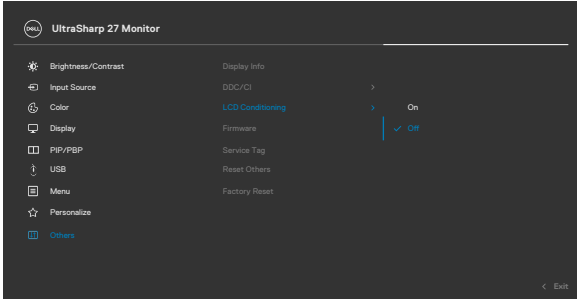 DELL UltraSharp 27 Monitor
Brightness/Contrast Display Info
Input Source DDC/CI >
Color LCD Conditioning > On
Display Firmware ✓ Off
PIP/PBP Service Tag
USB Reset Others
Menu Factory Reset
Personalize
Others
< Exit